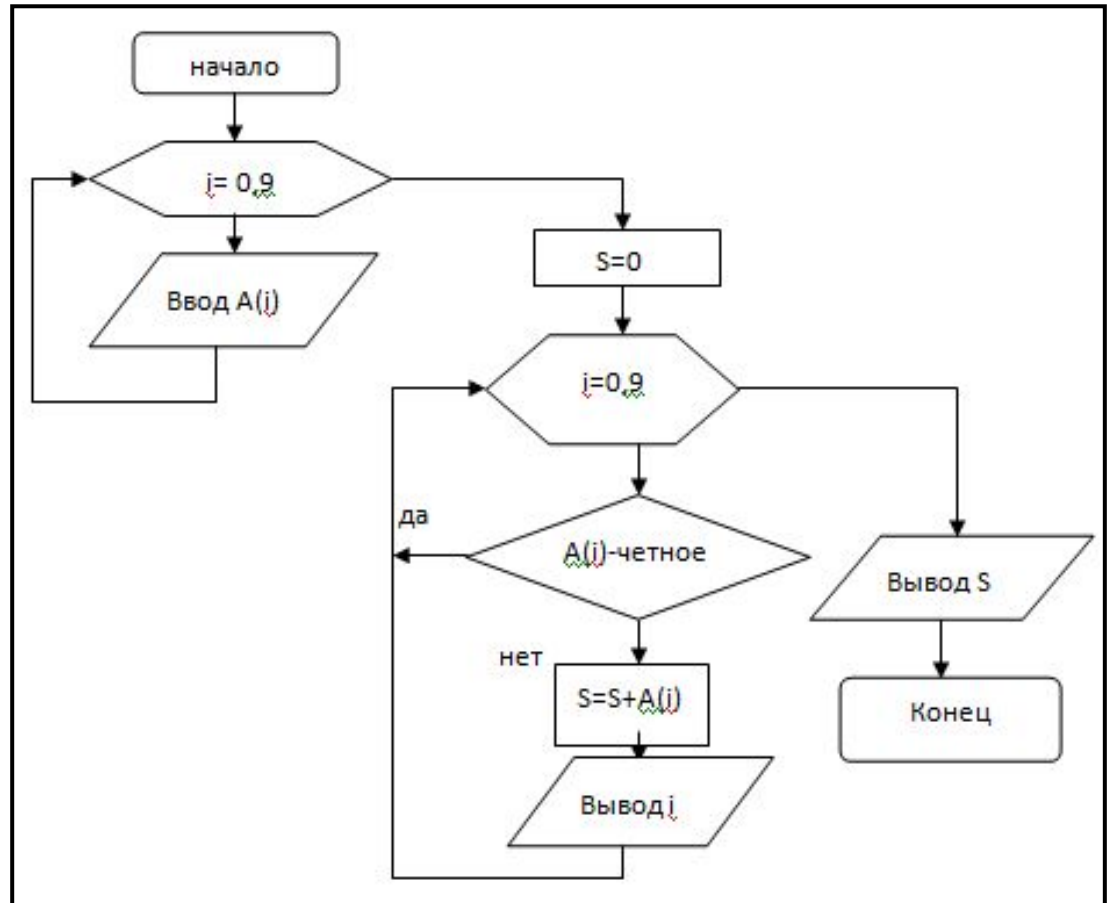 начало
i= 0,9
Ввод A(i)
S=0
i=0,9
да
A(i)-четное
нет
S=S+A(i)
Вывод i
Вывод S
Конец